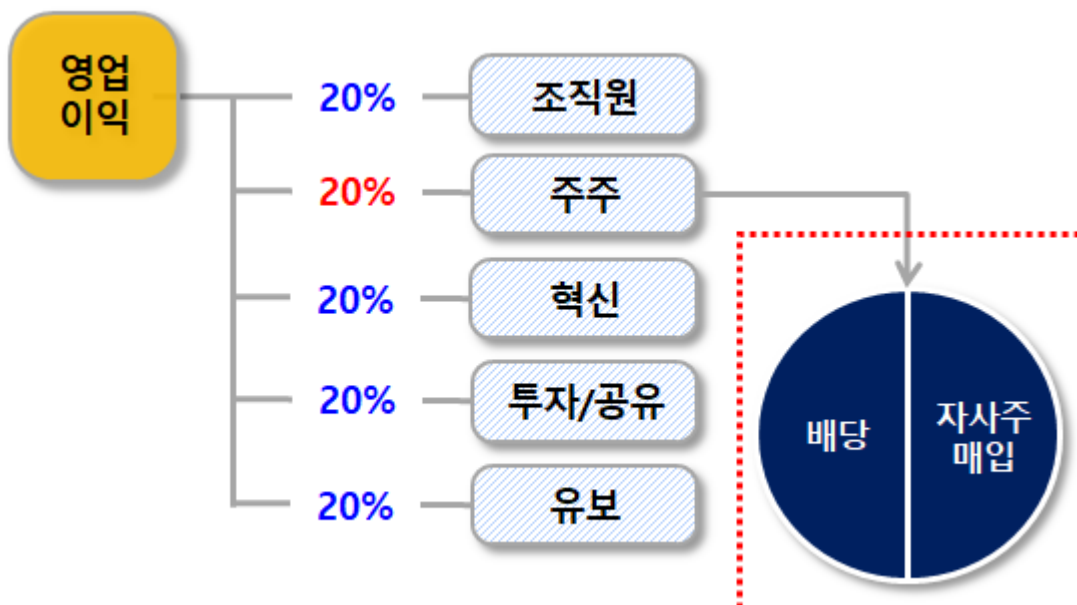 영업
이익
20% 조직원
20% 주주
20% 혁신
20% 투자/공유
20% 유보
배당
자사주
매입